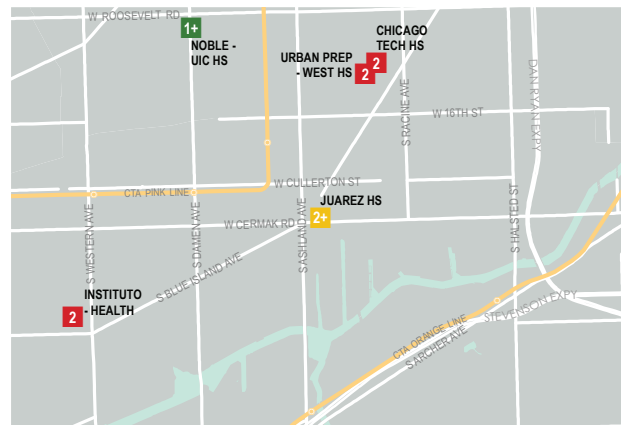 W ROOSEVELT RD
1+
NOBLE -
UIC HS
CHICAGO
TECH HS
2
URBAN PREP
- WEST HS
2
DAN RYAN EXPY
S RACINE AVE
W 16TH ST
W CULLERTON ST
CTA PINK LINE
JUAREZ HS
2+
W CERMAK RD
S WESTERN AVE
S DAMEN AVE
S ASHLAND AVE
S HALSTED ST
S BLUE ISLAND AVE
INSTITUTO
- HEALTH
2
STEVENSON EXPY
CTA ORANGE LINE
S ARCHER AVE